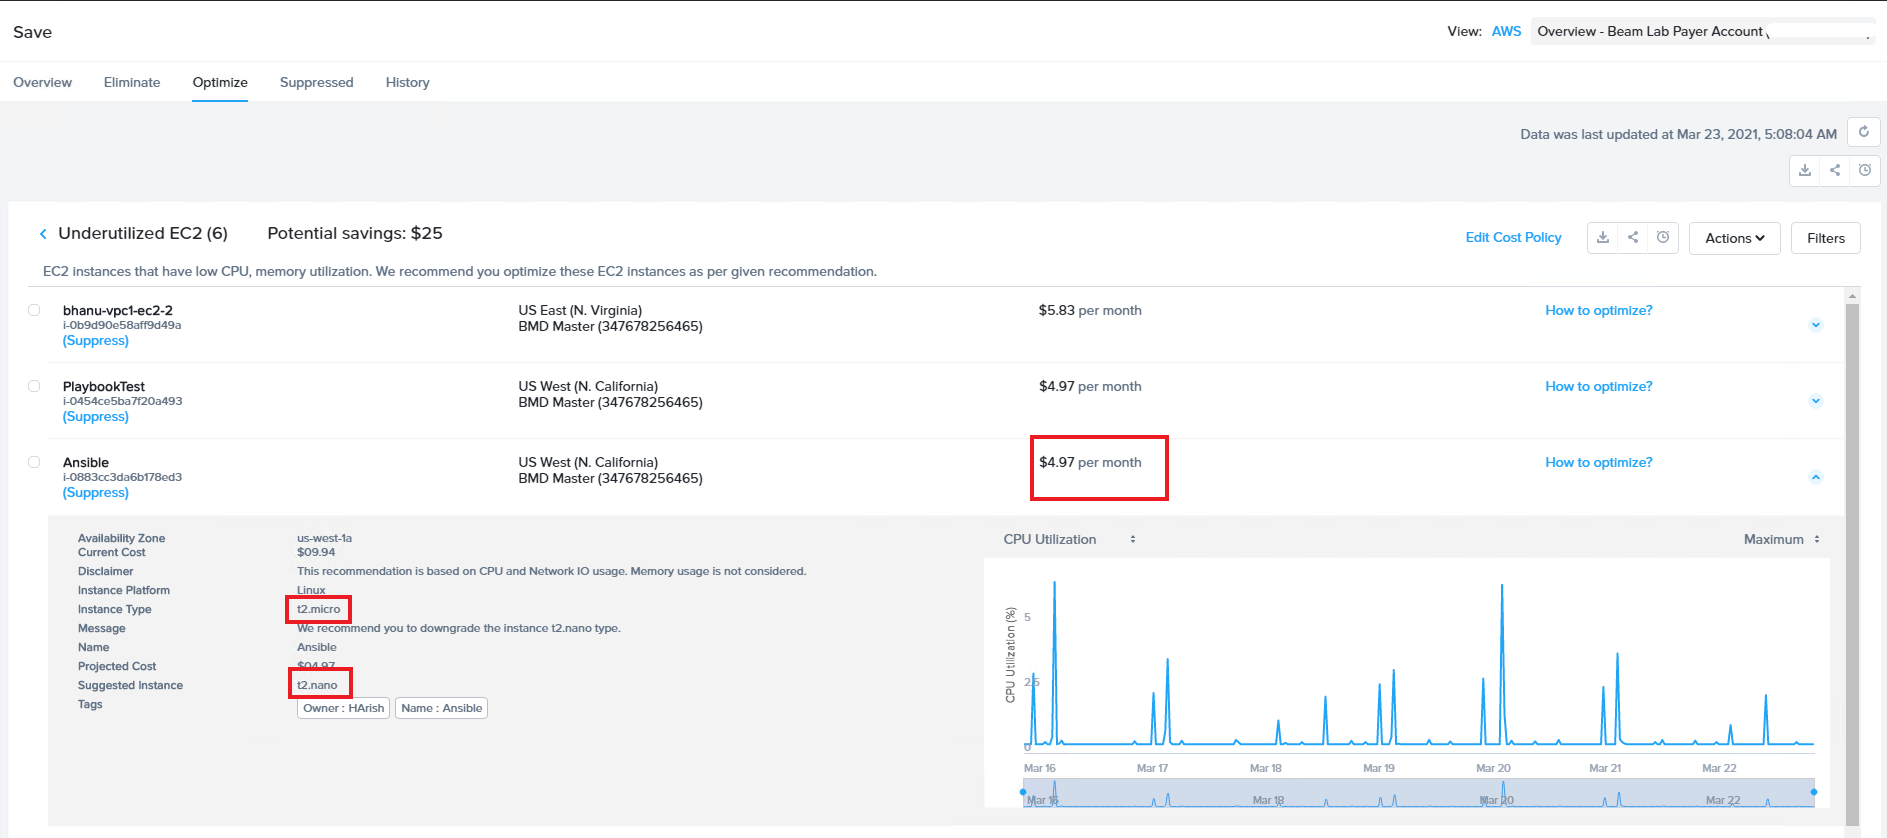 Save
View: AWS Overview - Beam Lab Payer Account (
Overview Eliminate Optimize Suppressed History
Data was last updated at Mar 23, 2021, 5:08:04 AM
Underutilized EC2 (6) Potential savings: $25
Edit Cost Policy Actions Filters
EC2 instances that have low CPU, memory utilization. We recommend you optimize these EC2 instances as per given recommendation.
bhanu-vpc1-ec2-2 US East (N. Virginia) $5.83 per month How to optimize?
i-0b9d90e58aff9d49a BMD Master (347678256465)
(Suppress)
PlaybookTest US West (N. California) $4.97 per month How to optimize?
i-0454ce5ba7f20a493 BMD Master (347678256465)
(Suppress)
Ansible US West (N. California) $4.97 per month How to optimize?
i-0883cc3da6b178ed3 BMD Master (347678256465)
(Suppress)
Availability Zone us-west-1a
Current Cost $09.94
Disclaimer This recommendation is based on CPU and Network IO usage. Memory usage is not considered.
Instance Platform Linux
Instance Type t2.micro
Message We recommend you to downgrade the instance t2.nano type.
Name Ansible
Projected Cost $04.97
Suggested Instance t2.nano
Tags Owner : HArish Name : Ansible
CPU Utilization Maximum
CPU Utilization (%)
5
2.5
0
Mar 16 Mar 17 Mar 18 Mar 19 Mar 20 Mar 21 Mar 22
Mar 16 Mar 18 Mar 20 Mar 22